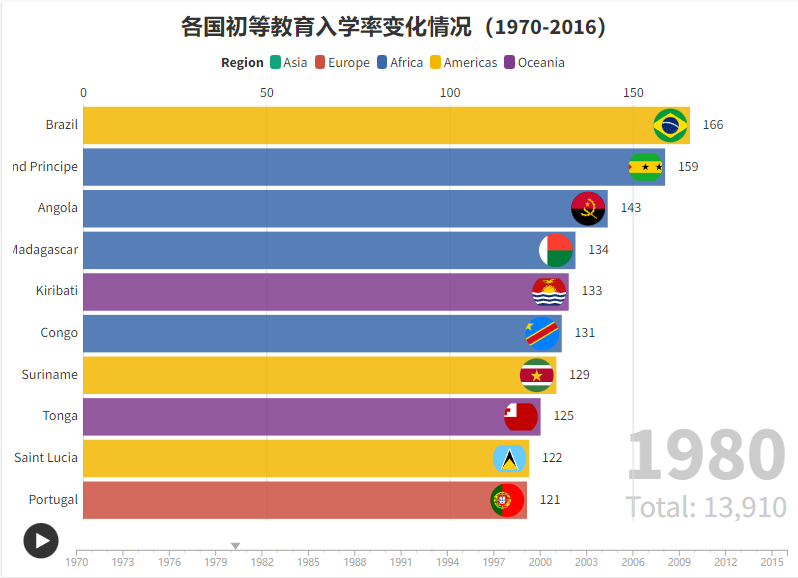 各国初等教育入学率变化情况（1970-2016）
Region Asia Europe Africa Americas Oceania
0 50 100 150
Brazil 166
nd Principe 159
Angola 143
Madagascar 134
Kiribati 133
Congo 131
Suriname 129
Tonga 125
Saint Lucia 122
Portugal 121
1980
Total: 13,910
1970 1973 1976 1979 1982 1985 1988 1991 1994 1997 2000 2003 2006 2009 2012 2015